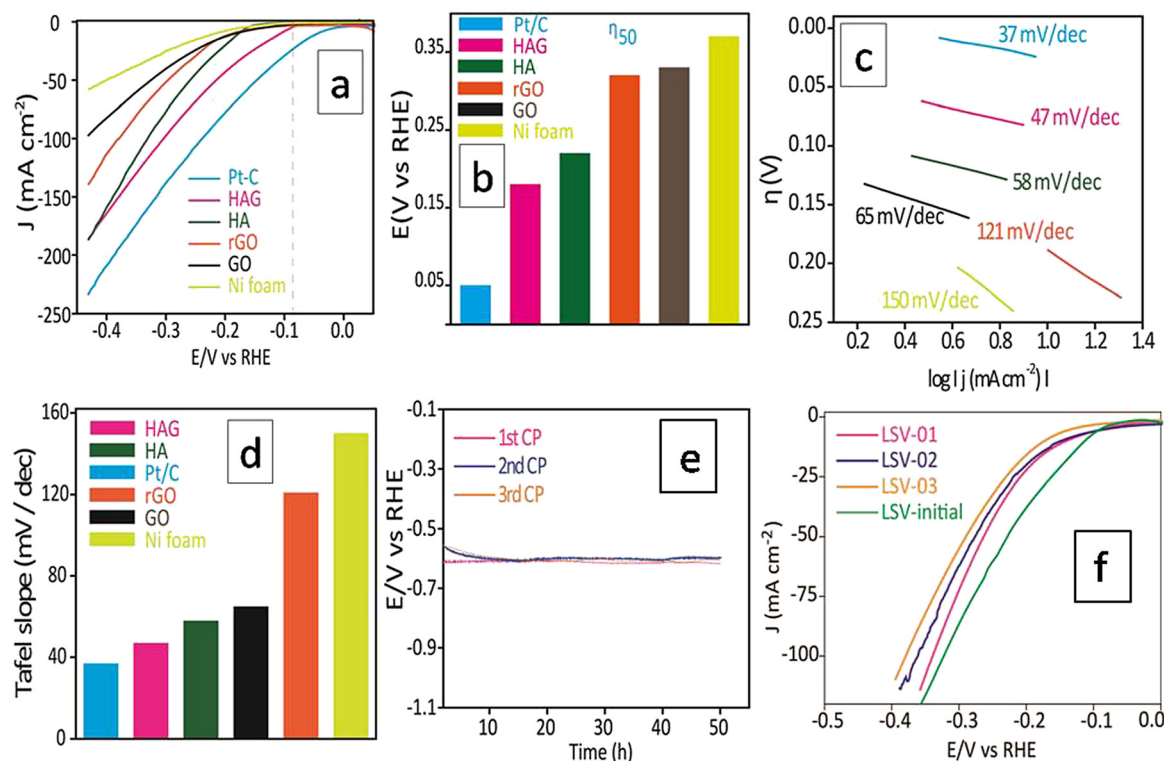 0
-50
-100
-150
-200
-250
J (mA cm⁻²)
a
Pt-C
HAG
HA
rGO
GO
Ni foam
-0.4 -0.3 -0.2 -0.1 0.0
E/V vs RHE
0.35
0.25
0.15
0.05
E(V vs RHE)
Pt/C
HAG
HA
rGO
GO
Ni foam
η₅₀
b
0.00
0.05
0.10
0.15
0.20
0.25
η (V)
c
37 mV/dec
47 mV/dec
58 mV/dec
65 mV/dec
121 mV/dec
150 mV/dec
0.2 0.6 1.0 1.4
log I j (mA cm⁻²) I
160
120
80
40
0
Tafel slope (mV/ dec)
HAG
HA
Pt/C
rGO
GO
Ni foam
d
-0.1
-0.3
-0.5
-0.7
-0.9
-1.1
E/V vs RHE
1st CP
2nd CP
3rd CP
e
10 20 30 40 50
Time (h)
0
-25
-50
-75
-100
J (mA cm⁻²)
LSV-01
LSV-02
LSV-03
LSV-initial
f
-0.5 -0.4 -0.3 -0.2 -0.1 0.0
E/V vs RHE